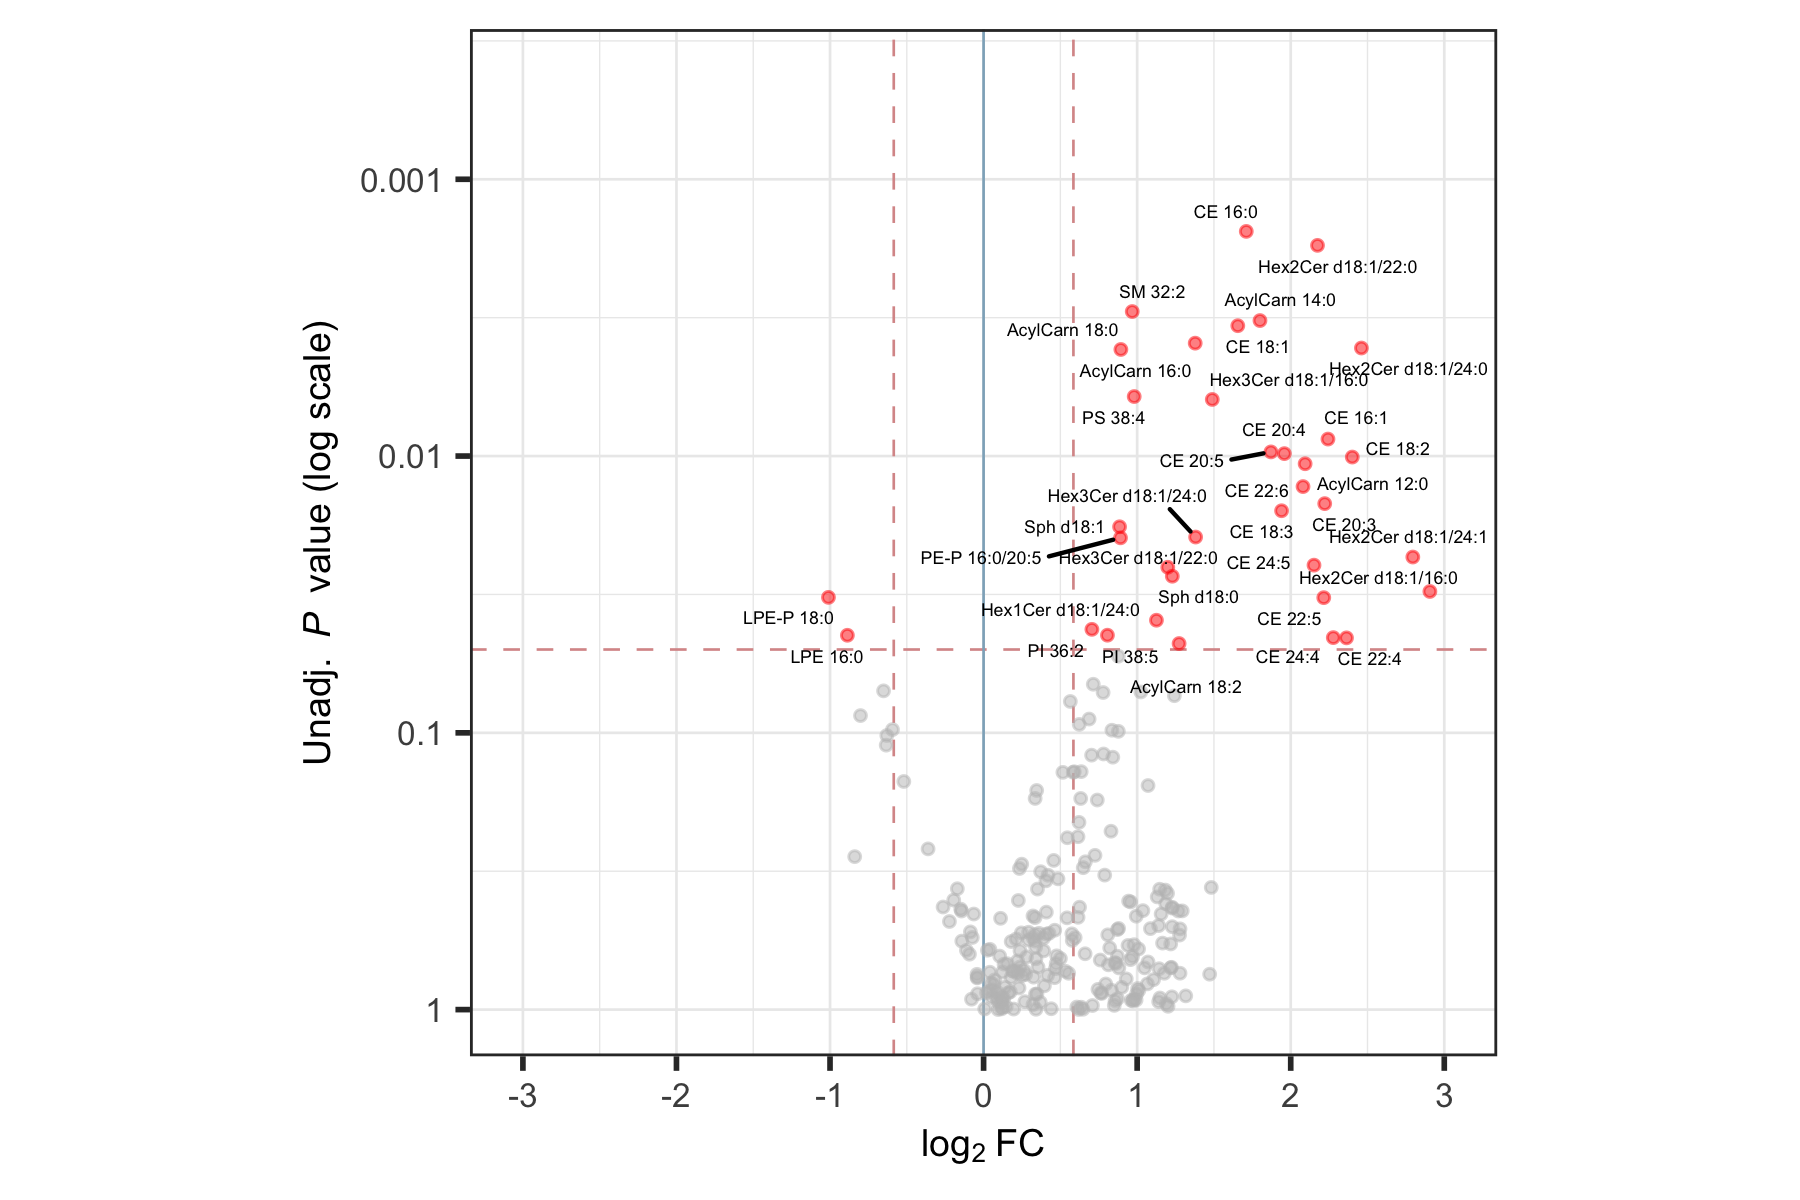 0.001
0.01
0.1
1
Unadj. P value (log scale)
CE 16:0
Hex2Cer d18:1/22:0
SM 32:2
AcylCarn 14:0
AcylCarn 18:0
CE 18:1
AcylCarn 16:0
Hex2Cer d18:1/24:0
Hex3Cer d18:1/16:0
PS 38:4
CE 16:1
CE 20:4
CE 18:2
CE 20:5
AcylCarn 12:0
CE 22:6
Hex3Cer d18:1/24:0
Sph d18:1
CE 20:3
CE 18:3
Hex2Cer d18:1/24:1
PE-P 16:0/20:5
Hex3Cer d18:1/22:0
CE 24:5
Hex2Cer d18:1/16:0
Sph d18:0
Hex1Cer d18:1/24:0
LPE-P 18:0
CE 22:5
LPE 16:0
PI 36:2
PI 38:5
CE 24:4
CE 22:4
AcylCarn 18:2
-3 -2 -1 0 1 2 3
log2 FC